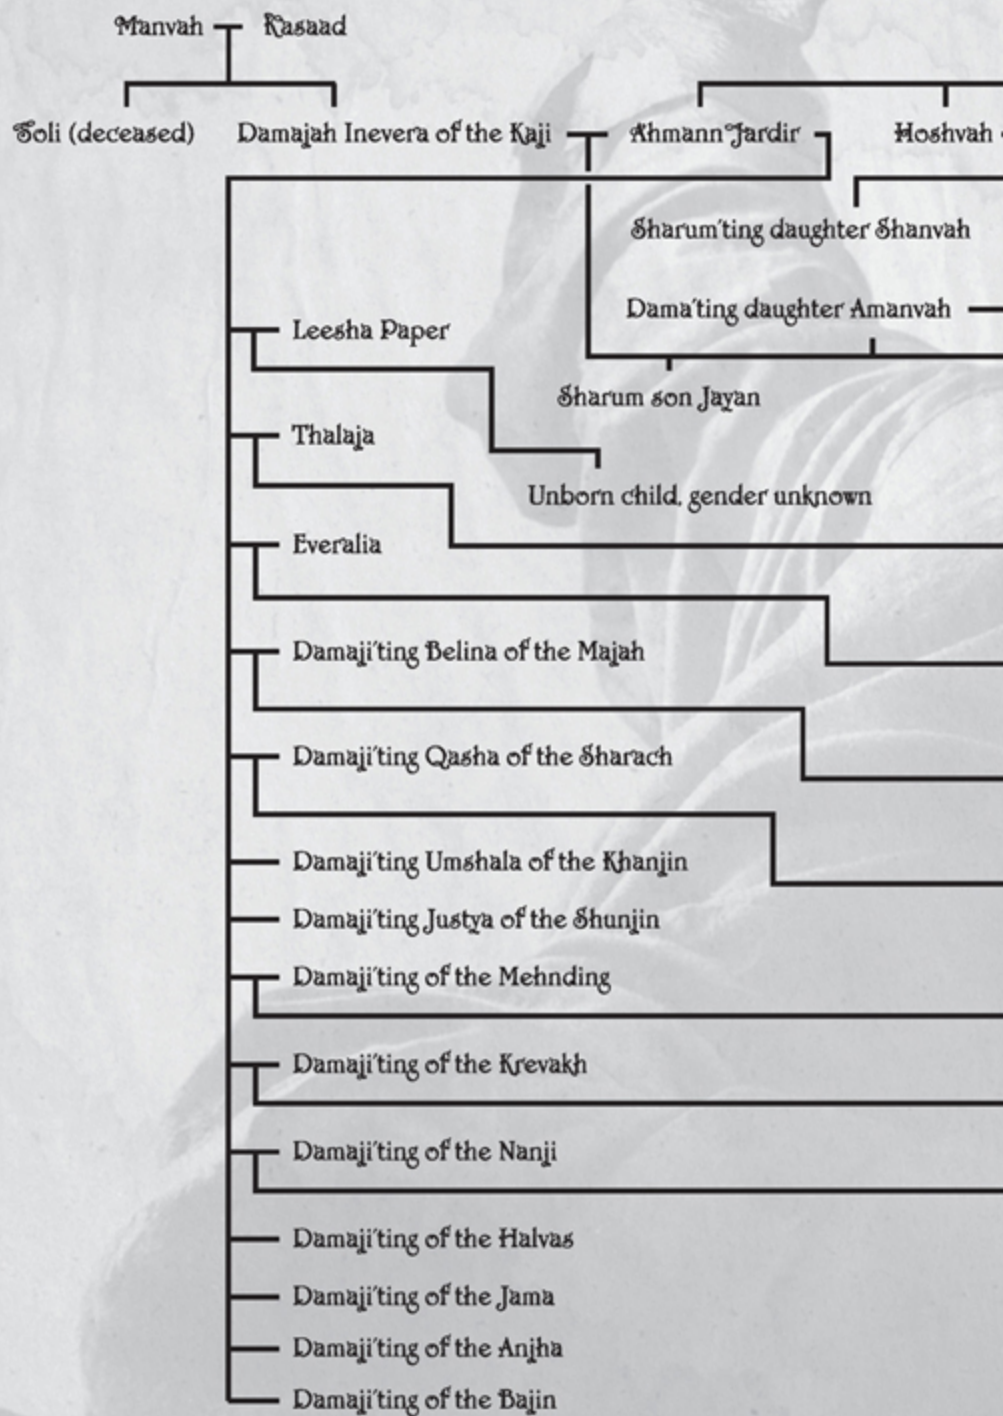 Manvah Kasaad
Soli (deceased) Damajah Inevera of the Kaji Ahmann Jardir Hoshvah
Sharum'ting daughter Shanvah
Dama'ting daughter Amanvah
Leesha Paper
Sharum son Jayan
Thalaja
Unborn child, gender unknown
Everalia
Damaji'ting Belina of the Majah
Damaji'ting Qasha of the Sharach
Damaji'ting Umshala of the Khanjin
Damaji'ting Justya of the Shunjin
Damaji'ting of the Mehnding
Damaji'ting of the Krevakh
Damaji'ting of the Nanji
Damaji'ting of the Halvas
Damaji'ting of the Jama
Damaji'ting of the Anjha
Damaji'ting of the Bajin